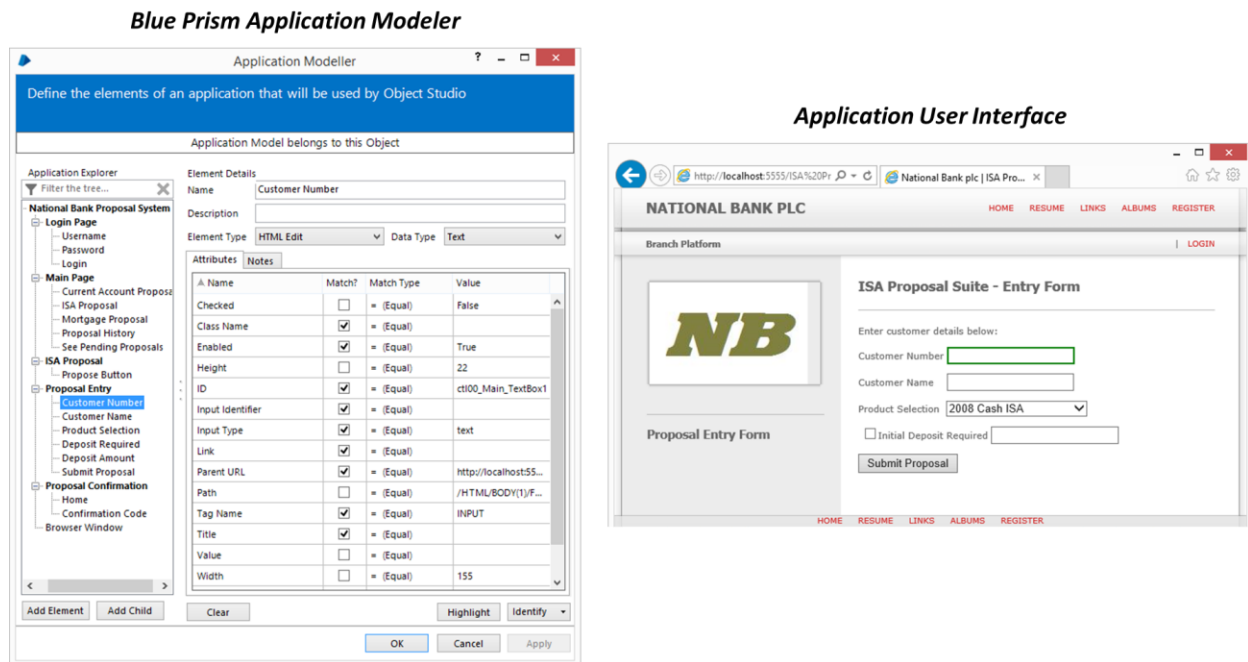 Blue Prism Application Modeler
Application Modeller
?
Define the elements of an application that will be used by Object Studio
Application Model belongs to this Object
Application Explorer
Filter the tree...
National Bank Proposal System
Login Page
Username
Password
Login
Main Page
Current Account Proposa
ISA Proposal
Mortgage Proposal
Proposal History
See Pending Proposals
ISA Proposal
Propose Button
Proposal Entry
Customer Number
Customer Name
Product Selection
Deposit Required
Deposit Amount
Submit Proposal
Proposal Confirmation
Home
Confirmation Code
Browser Window
Add Element Add Child
Element Details
Name Customer Number
Description
Element Type HTML Edit Data Type Text
Attributes Notes
Name Match? Match Type Value
Checked = (Equal) False
Class Name = (Equal)
Enabled = (Equal) True
Height = (Equal) 22
ID = (Equal) ctl00_Main_TextBox1
Input Identifier = (Equal)
Input Type = (Equal) text
Link = (Equal)
Parent URL = (Equal) http://localhost:55...
Path = (Equal) /HTML/BODY(1)/F...
Tag Name = (Equal) INPUT
Title = (Equal)
Value = (Equal)
Width = (Equal) 155
Clear Highlight Identify
OK Cancel Apply
Application User Interface
http://localhost:5555/ISA%20Pr National Bank plc | ISA Pro...
NATIONAL BANK PLC HOME RESUME LINKS ALBUMS REGISTER
Branch Platform | LOGIN
NB
Proposal Entry Form
ISA Proposal Suite - Entry Form
Enter customer details below:
Customer Number
Customer Name
Product Selection 2008 Cash ISA
Initial Deposit Required
Submit Proposal
HOME RESUME LINKS ALBUMS REGISTER